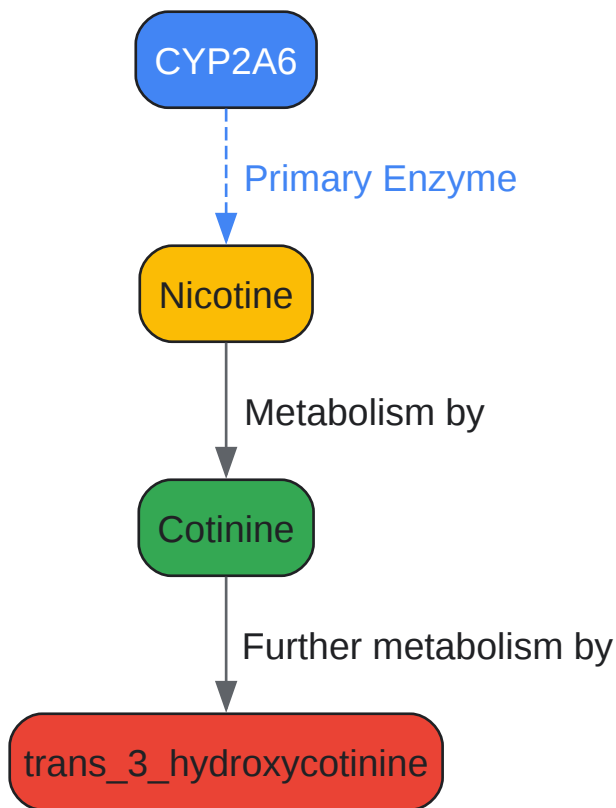 CYP2A6
Primary Enzyme
Nicotine
Metabolism by
Cotinine
Further metabolism by
trans_3_hydroxycotinine